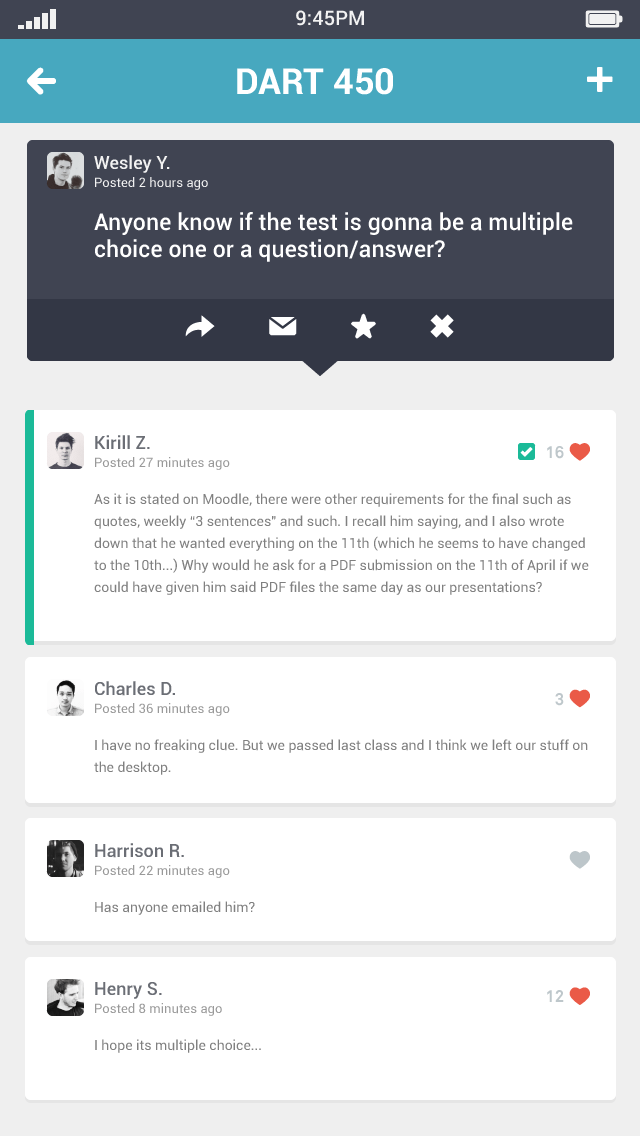 9:45PM
DART 450
Wesley Y.
Posted 2 hours ago
Anyone know if the test is gonna be a multiple
choice one or a question/answer?
Kirill Z.
Posted 27 minutes ago
16
As it is stated on Moodle, there were other requirements for the final such as
quotes, weekly “3 sentences” and such. I recall him saying, and I also wrote
down that he wanted everything on the 11th (which he seems to have changed
to the 10th...) Why would he ask for a PDF submission on the 11th of April if we
could have given him said PDF files the same day as our presentations?
Charles D.
Posted 36 minutes ago
3
I have no freaking clue. But we passed last class and I think we left our stuff on
the desktop.
Harrison R.
Posted 22 minutes ago
Has anyone emailed him?
Henry S.
Posted 8 minutes ago
12
I hope its multiple choice...